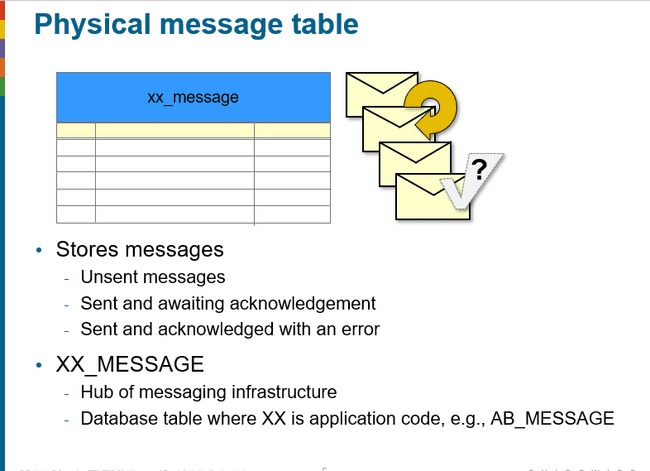 Physical message table
xx_message
?
• Stores messages
- Unsent messages
- Sent and awaiting acknowledgement
- Sent and acknowledged with an error
• XX_MESSAGE
- Hub of messaging infrastructure
- Database table where XX is application code, e.g., AB_MESSAGE